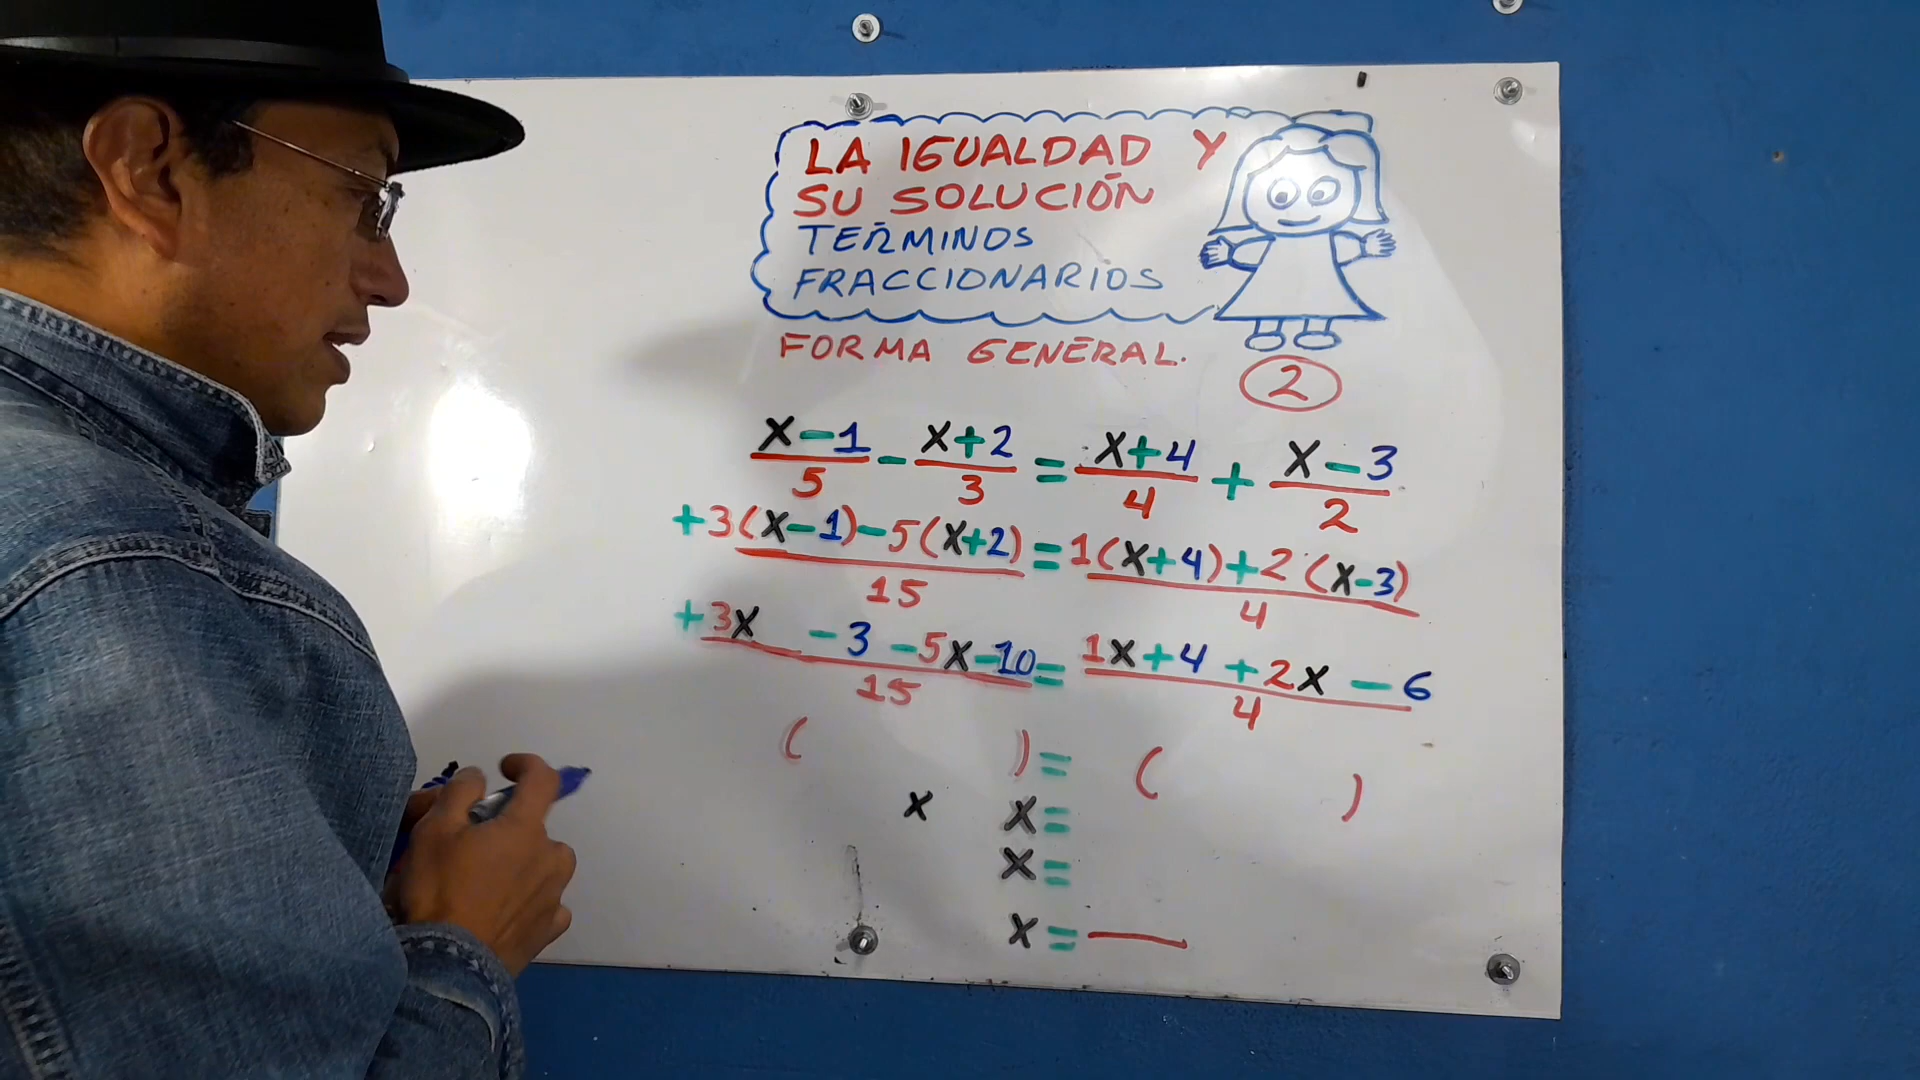 LA IGUALDAD Y
SU SOLUCIÓN
TERMINOS
FRACCIONARIOS
FORMA GENERAL.
2
x-1/5 - x+2/3 = x+4/4 + x-3/2
+3(x-1)-5(x+2)/15 = 1(x+4)+2(x-3)/4
+3x -3 -5x -10/15 = 1x+4 +2x -6/4
( ) = ( )
x x =
x =
x = —